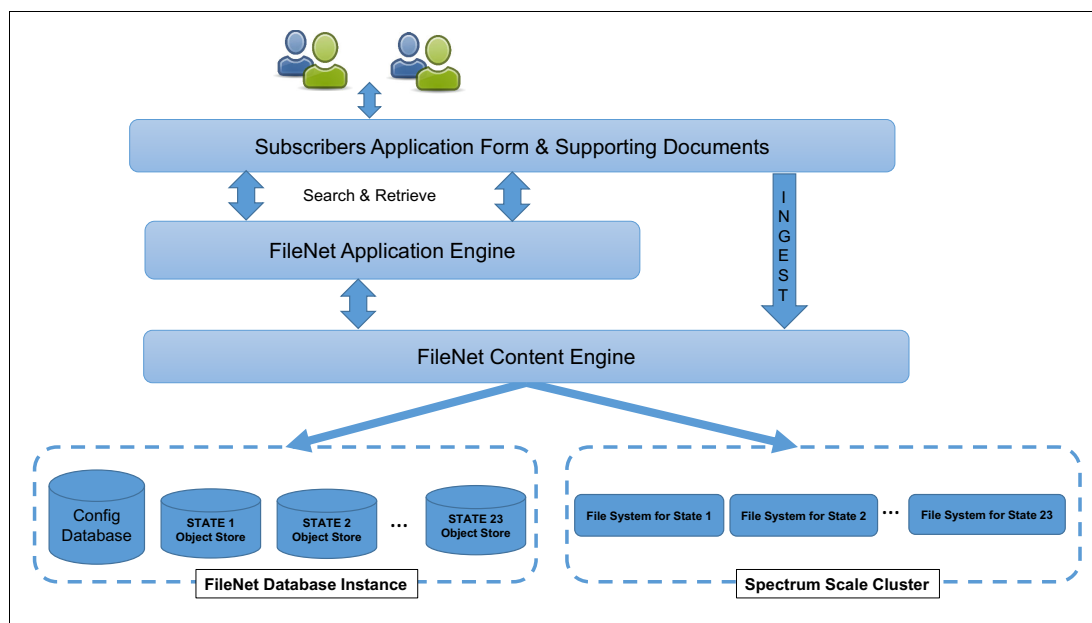 Subscribers Application Form & Supporting Documents
Search & Retrieve
INGEST
FileNet Application Engine
FileNet Content Engine
Config
Database
STATE 1
Object Store
STATE 2
Object Store
...
STATE 23
Object Store
FileNet Database Instance
File System for State 1
File System for State 2
...
File System for State 23
Spectrum Scale Cluster